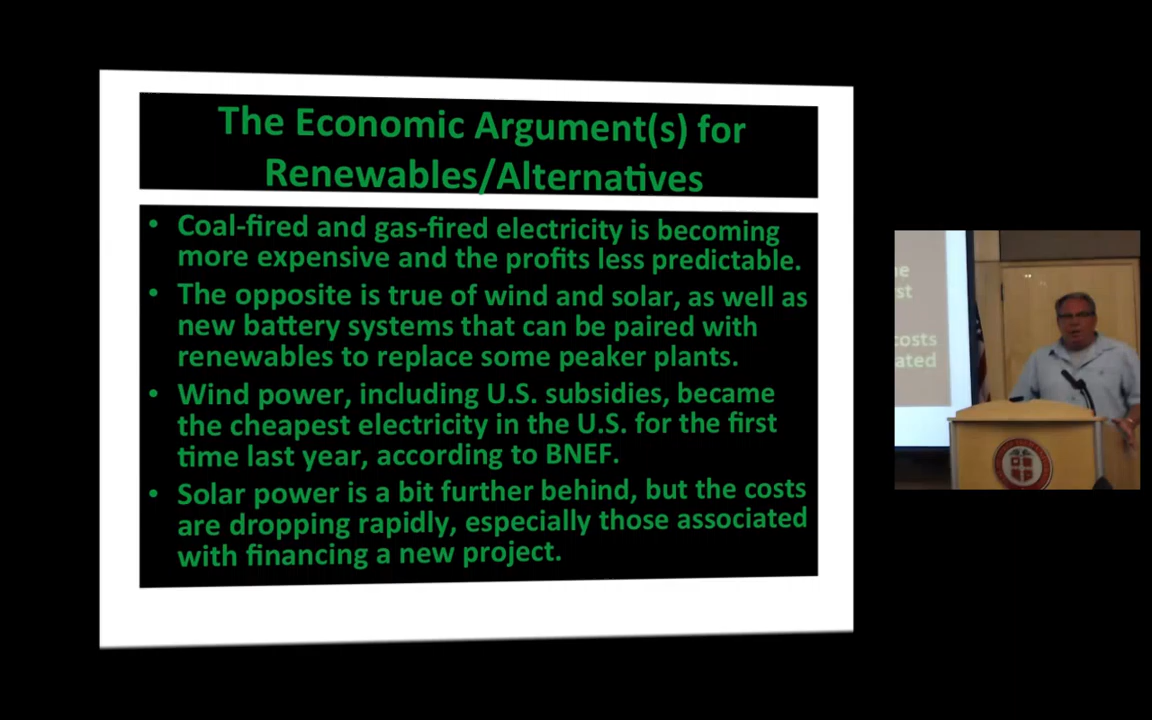 The Economic Argument(s) for
Renewables/Alternatives
• Coal-fired and gas-fired electricity is becoming
more expensive and the profits less predictable.
• The opposite is true of wind and solar, as well as
new battery systems that can be paired with
renewables to replace some peaker plants.
• Wind power, including U.S. subsidies, became
the cheapest electricity in the U.S. for the first
time last year, according to BNEF.
• Solar power is a bit further behind, but the costs
are dropping rapidly, especially those associated
with financing a new project.
costs